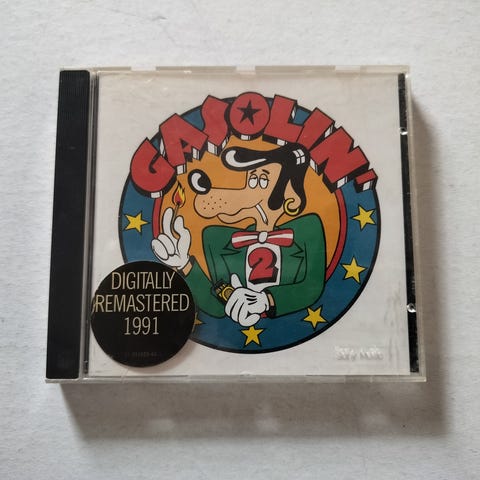 GASOLIN'
2
DIGITALLY
REMASTERED
1991